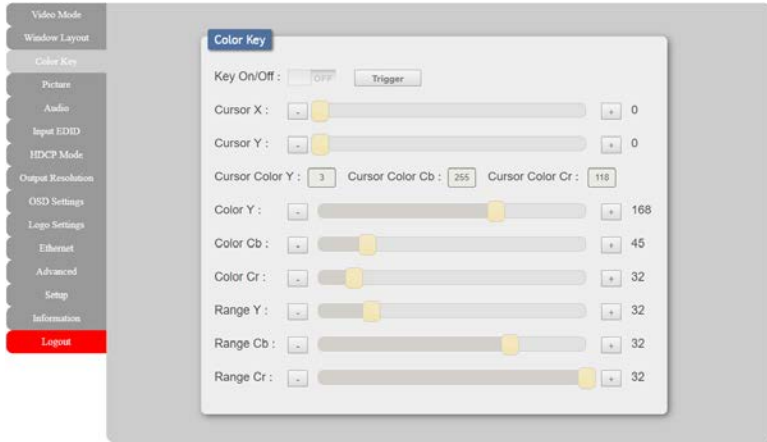 Video Mode
Window Layout
Color Key
Picture
Audio
Input EDID
HDCP Mode
Output Resolution
OSD Settings
Logo Settings
Ethernet
Advanced
Setup
Information
Logout
Color Key
Key On/Off : OFF Trigger
Cursor X : - + 0
Cursor Y : - + 0
Cursor Color Y : 3 Cursor Color Cb : 255 Cursor Color Cr : 118
Color Y : - + 168
Color Cb : - + 45
Color Cr : - + 32
Range Y : - + 32
Range Cb : - + 32
Range Cr : - + 32